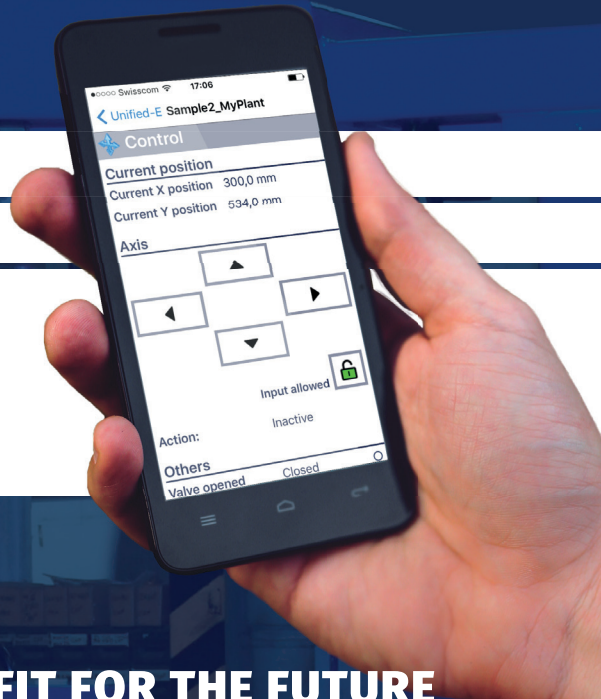 ●oooo Swisscom 17:06
Unified-E Sample2_MyPlant
Control
Current position
Current X position 300,0 mm
Current Y position 534,0 mm
Axis
Input allowed
Action: Inactive
Others
Valve opened Closed
FIT FOR THE FUTURE